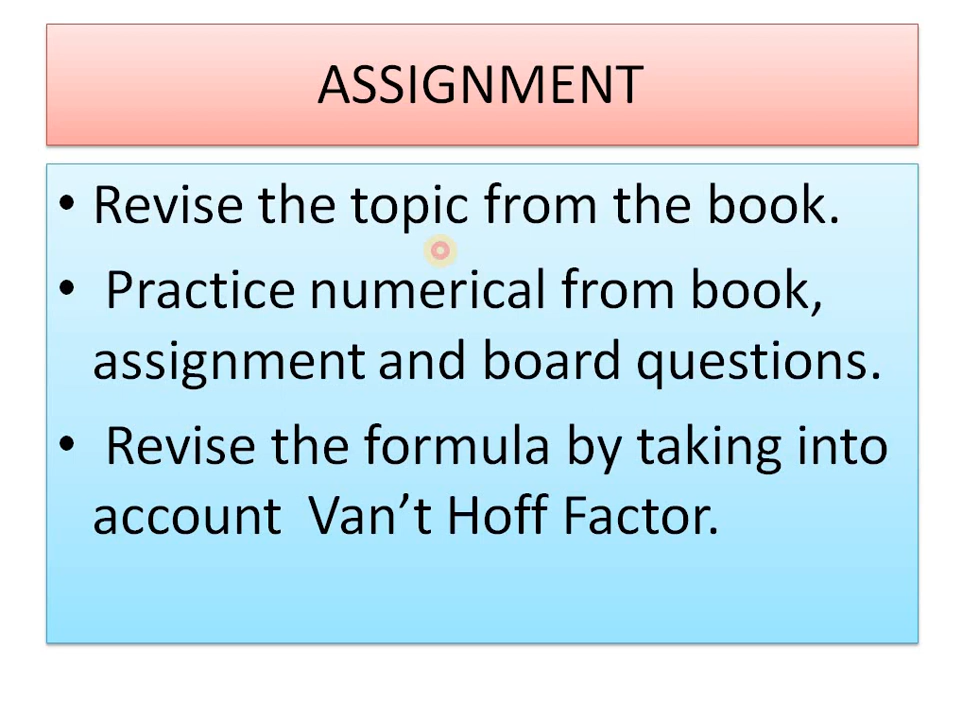 ASSIGNMENT
• Revise the topic from the book.
• Practice numerical from book,
assignment and board questions.
• Revise the formula by taking into
account Van’t Hoff Factor.